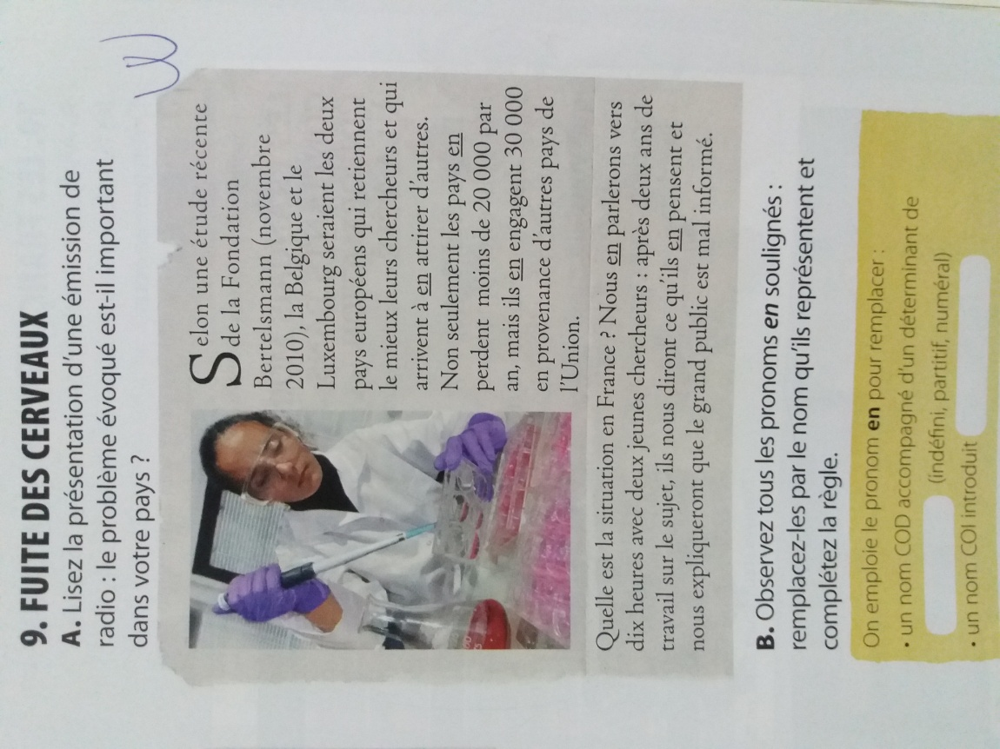 9. FUITE DES CERVEAUX
A. Lisez la présentation d'une émission de
radio : le problème évoqué est-il important
dans votre pays ?
Selon une étude récente
de la Fondation
Bertelsmann (novembre
2010), la Belgique et le
Luxembourg seraient les deux
pays européens qui retiennent
le mieux leurs chercheurs et qui
arrivent à en attirer d'autres.
Non seulement les pays en
perdent moins de 20 000 par
an, mais ils en engagent 30 000
en provenance d'autres pays de
l'Union.
Quelle est la situation en France ? Nous en parlerons vers
dix heures avec deux jeunes chercheurs : après deux ans de
travail sur le sujet, ils nous diront ce qu'ils en pensent et
nous expliqueront que le grand public est mal informé.
B. Observez tous les pronoms en soulignés :
remplacez-les par le nom qu'ils représentent et
complétez la règle.
On emploie le pronom en pour remplacer :
• un nom COD accompagné d'un déterminant de
(indéfini, partitif, numéral)
• un nom COI introduit